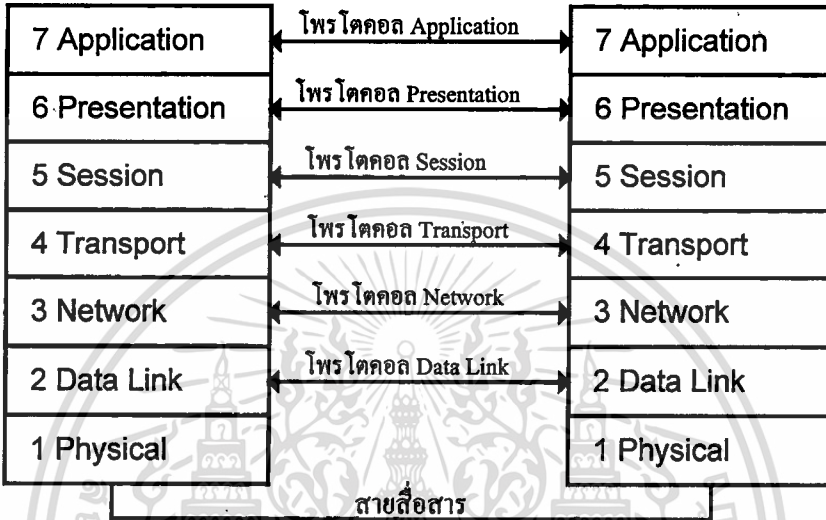 7 Application โพรโตคอล Application 7 Application
6 Presentation โพรโตคอล Presentation 6 Presentation
5 Session โพรโตคอล Session 5 Session
4 Transport โพรโตคอล Transport 4 Transport
3 Network โพรโตคอล Network 3 Network
2 Data Link โพรโตคอล Data Link 2 Data Link
1 Physical 1 Physical
สายสื่อสาร